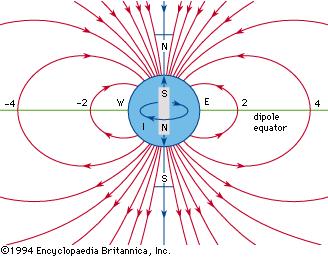 N
S
-4
-2
W
E
2
4
I
N
dipole
equator
S
©1994 Encyclopaedia Britannica, Inc.